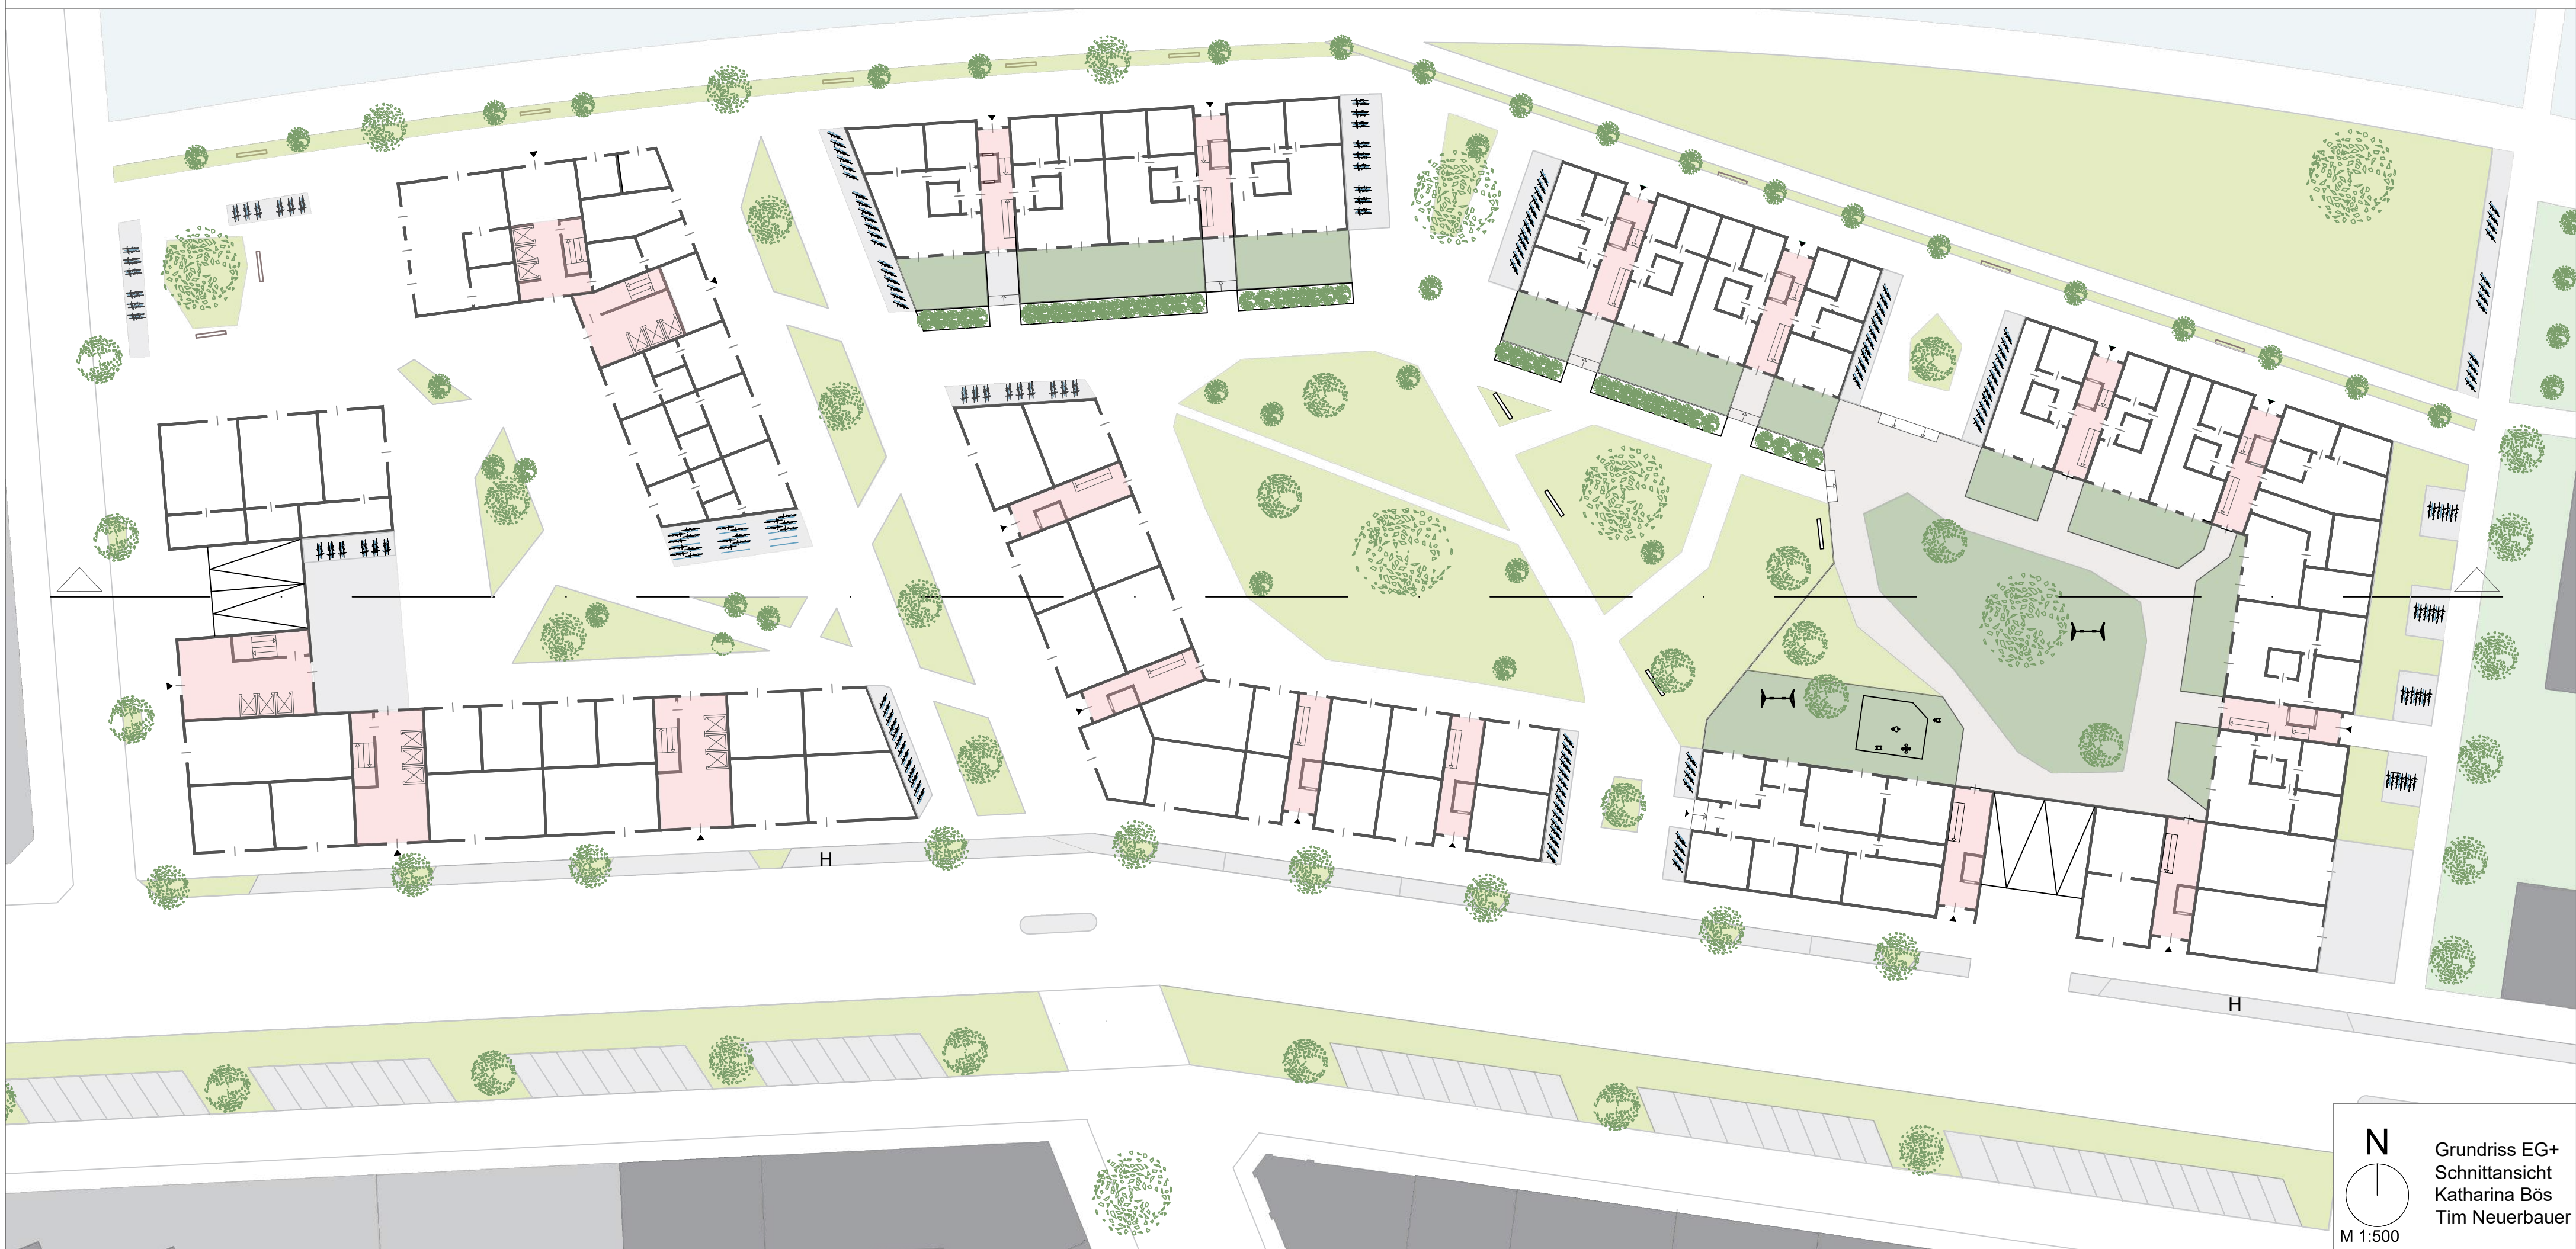 H
H
N
Grundriss EG+
Schnittansicht
Katharina Bös
Tim Neuerbauer
M 1:500